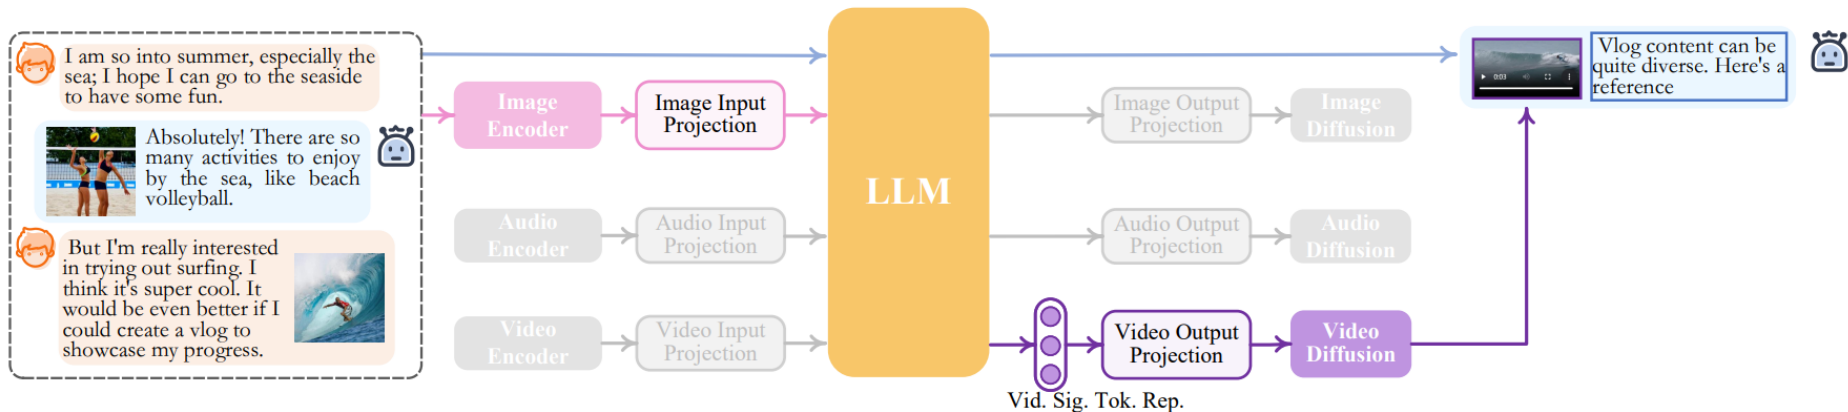 I am so into summer, especially the
sea; I hope I can go to the seaside
to have some fun.
Absolutely! There are so
many activities to enjoy
by the sea, like beach
volleyball.
But I'm really interested
in trying out surfing. I
think it's super cool. It
would be even better if I
could create a vlog to
showcase my progress.
Image
Encoder
Image Input
Projection
Audio
Encoder
Audio Input
Projection
Video
Encoder
Video Input
Projection
LLM
Image Output
Projection
Image
Diffusion
Audio Output
Projection
Audio
Diffusion
Vid. Sig. Tok. Rep.
Video Output
Projection
Video
Diffusion
0:03
Vlog content can be
quite diverse. Here's a
reference